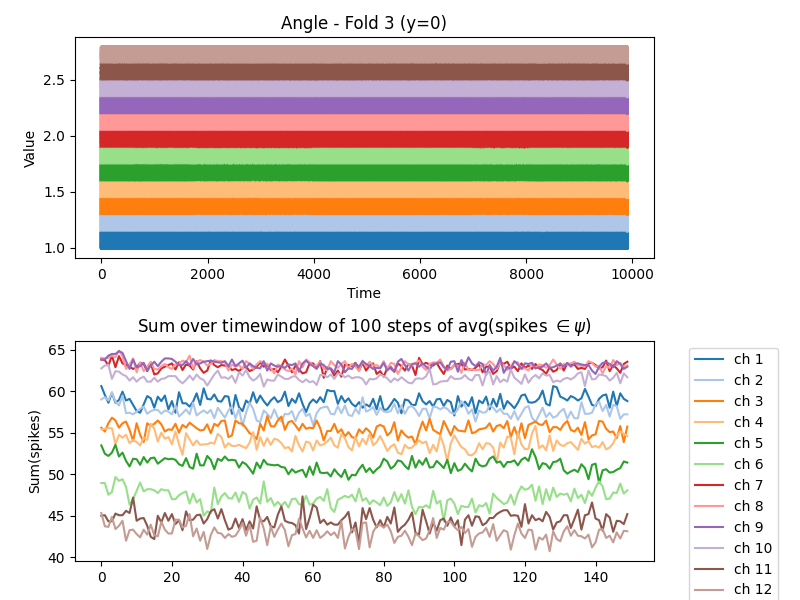 Angle - Fold 3 (y=0)
Value
2.5
2.0
1.5
1.0
0 2000 4000 6000 8000 10000
Time
Sum over timewindow of 100 steps of avg(spikes ∈ ψ)
Sum(spikes)
65
60
55
50
45
40
0 20 40 60 80 100 120 140
ch 1
ch 2
ch 3
ch 4
ch 5
ch 6
ch 7
ch 8
ch 9
ch 10
ch 11
ch 12